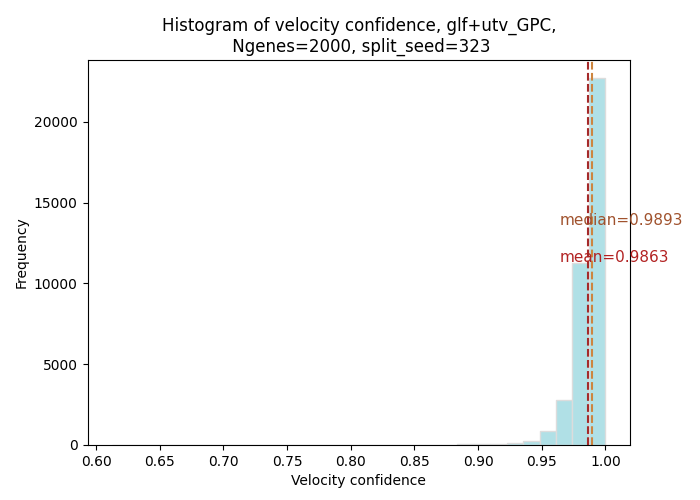 Histogram of velocity confidence, glf+utv_GPC,
Ngenes=2000, split_seed=323
Frequency
20000
15000
10000
5000
0
median=0.9893
mean=0.9863
0.60 0.65 0.70 0.75 0.80 0.85 0.90 0.95 1.00
Velocity confidence